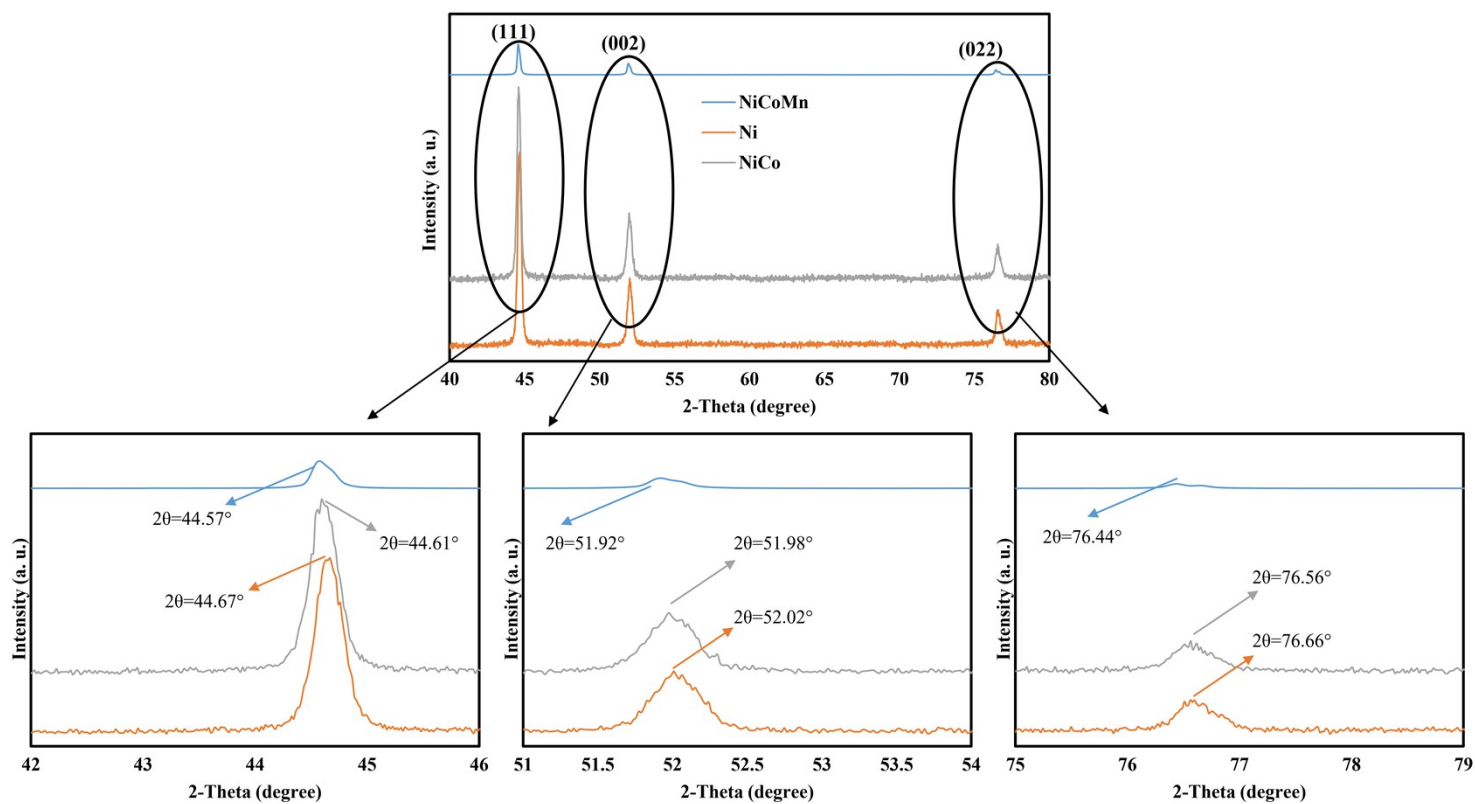 (111)
(002)
(022)
NiCoMn
Ni
NiCo
Intensity (a. u.)
40 45 50 55 60 65 70 75 80
2-Theta (degree)
2θ=44.57°
2θ=44.61°
2θ=44.67°
Intensity (a. u.)
42 43 44 45 46
2-Theta (degree)
2θ=51.92°
2θ=51.98°
2θ=52.02°
Intensity (a. u.)
51 51.5 52 52.5 53 53.5 54
2-Theta (degree)
2θ=76.44°
2θ=76.56°
2θ=76.66°
Intensity (a. u.)
75 76 77 78 79
2-Theta (degree)